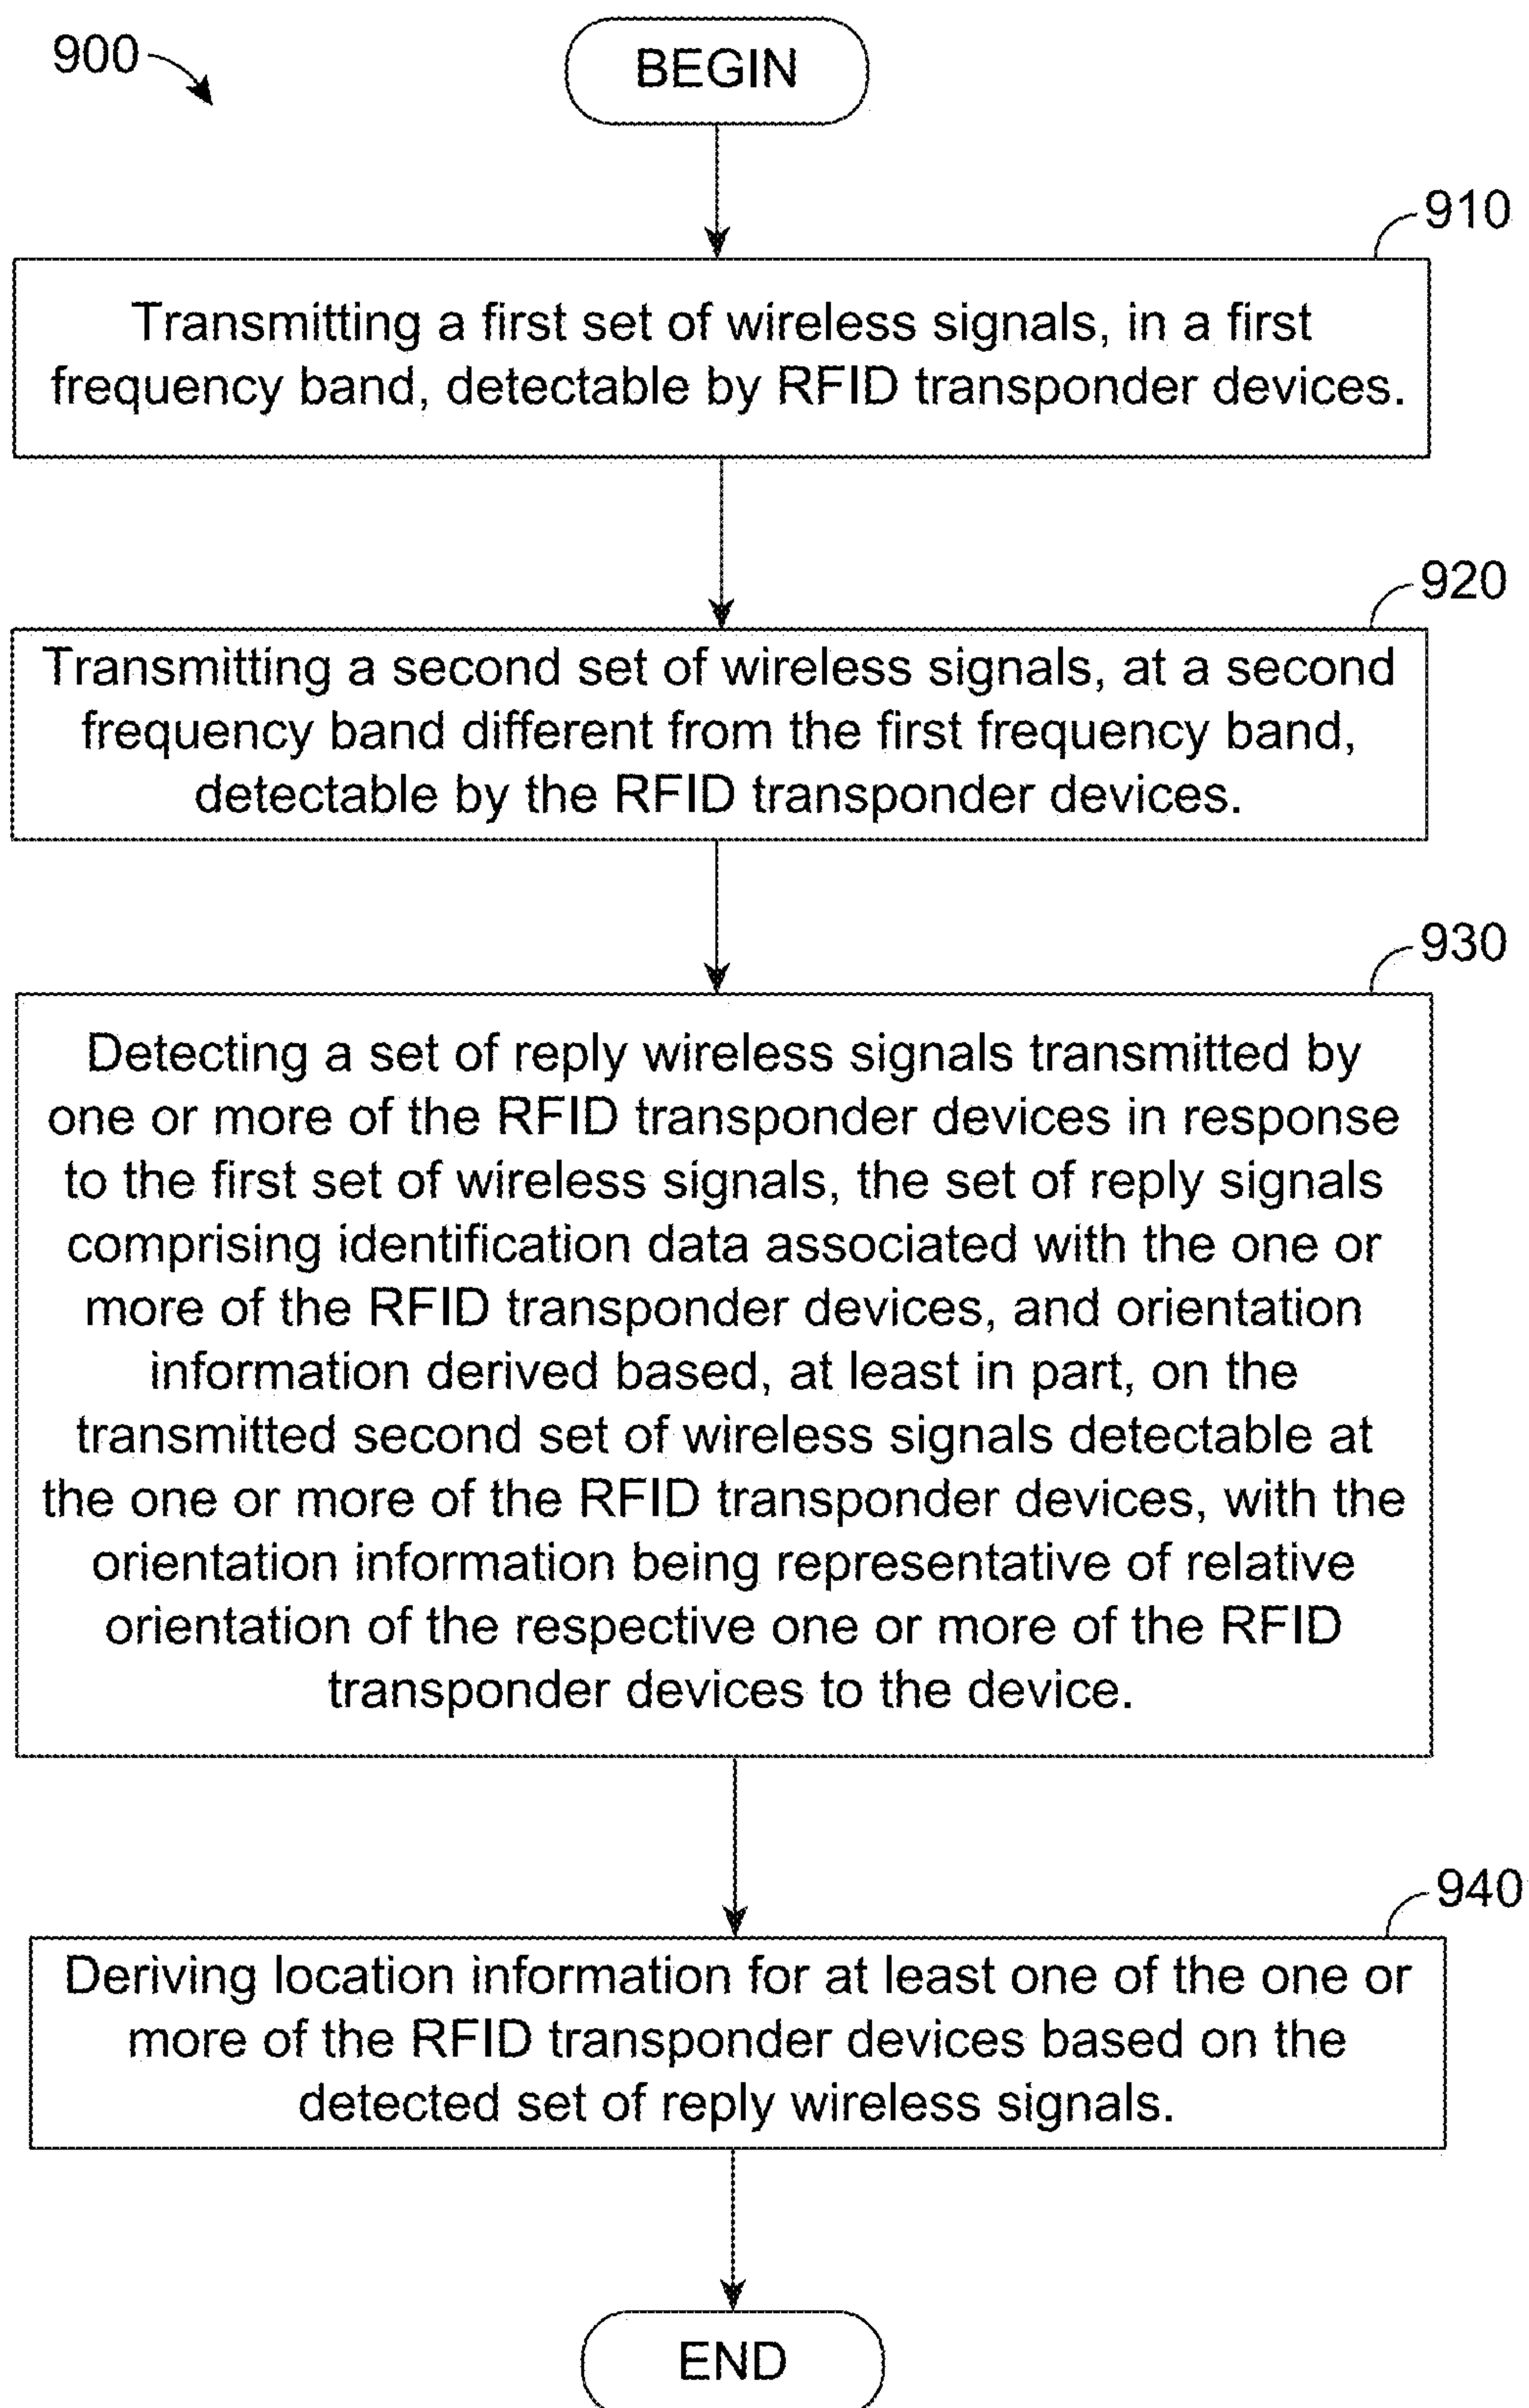 900
BEGIN
910
Transmitting a first set of wireless signals, in a first
frequency band, detectable by RFID transponder devices.
920
Transmitting a second set of wireless signals, at a second
frequency band different from the first frequency band,
detectable by the RFID transponder devices.
930
Detecting a set of reply wireless signals transmitted by
one or more of the RFID transponder devices in response
to the first set of wireless signals, the set of reply signals
comprising identification data associated with the one or
more of the RFID transponder devices, and orientation
information derived based, at least in part, on the
transmitted second set of wireless signals detectable at
the one or more of the RFID transponder devices, with the
orientation information being representative of relative
orientation of the respective one or more of the RFID
transponder devices to the device.
940
Deriving location information for at least one of the one or
more of the RFID transponder devices based on the
detected set of reply wireless signals.
END